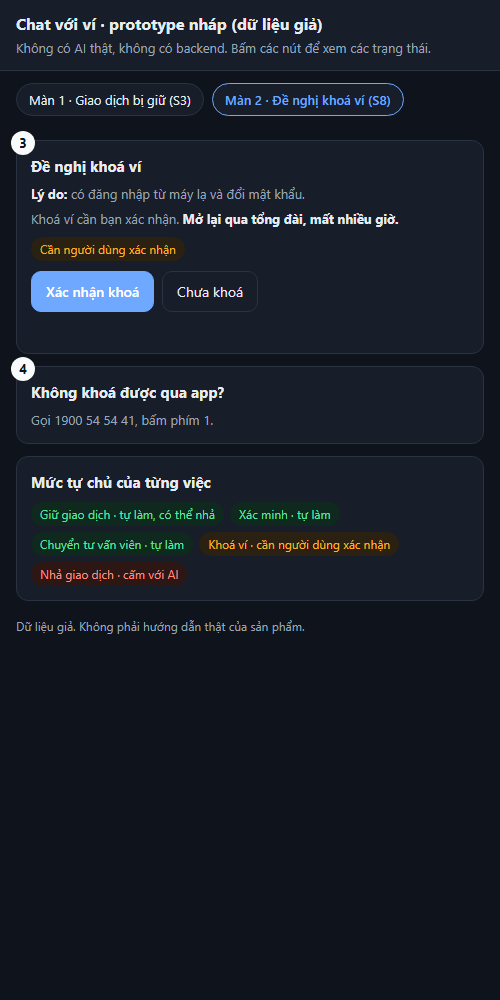 Chat với ví · prototype nháp (dữ liệu giả)
Không có AI thật, không có backend. Bấm các nút để xem các trạng thái.
Màn 1 · Giao dịch bị giữ (S3)
Màn 2 · Đề nghị khoá ví (S8)
3
Đề nghị khoá ví
Lý do: có đăng nhập từ máy lạ và đổi mật khẩu.
Khoá ví cần bạn xác nhận. Mở lại qua tổng đài, mất nhiều giờ.
Cần người dùng xác nhận
Xác nhận khoá
Chưa khoá
4
Không khoá được qua app?
Gọi 1900 54 54 41, bấm phím 1.
Mức tự chủ của từng việc
Giữ giao dịch · tự làm, có thể nhả
Xác minh · tự làm
Chuyển tư vấn viên · tự làm
Khoá ví · cần người dùng xác nhận
Nhả giao dịch · cấm với AI
Dữ liệu giả. Không phải hướng dẫn thật của sản phẩm.